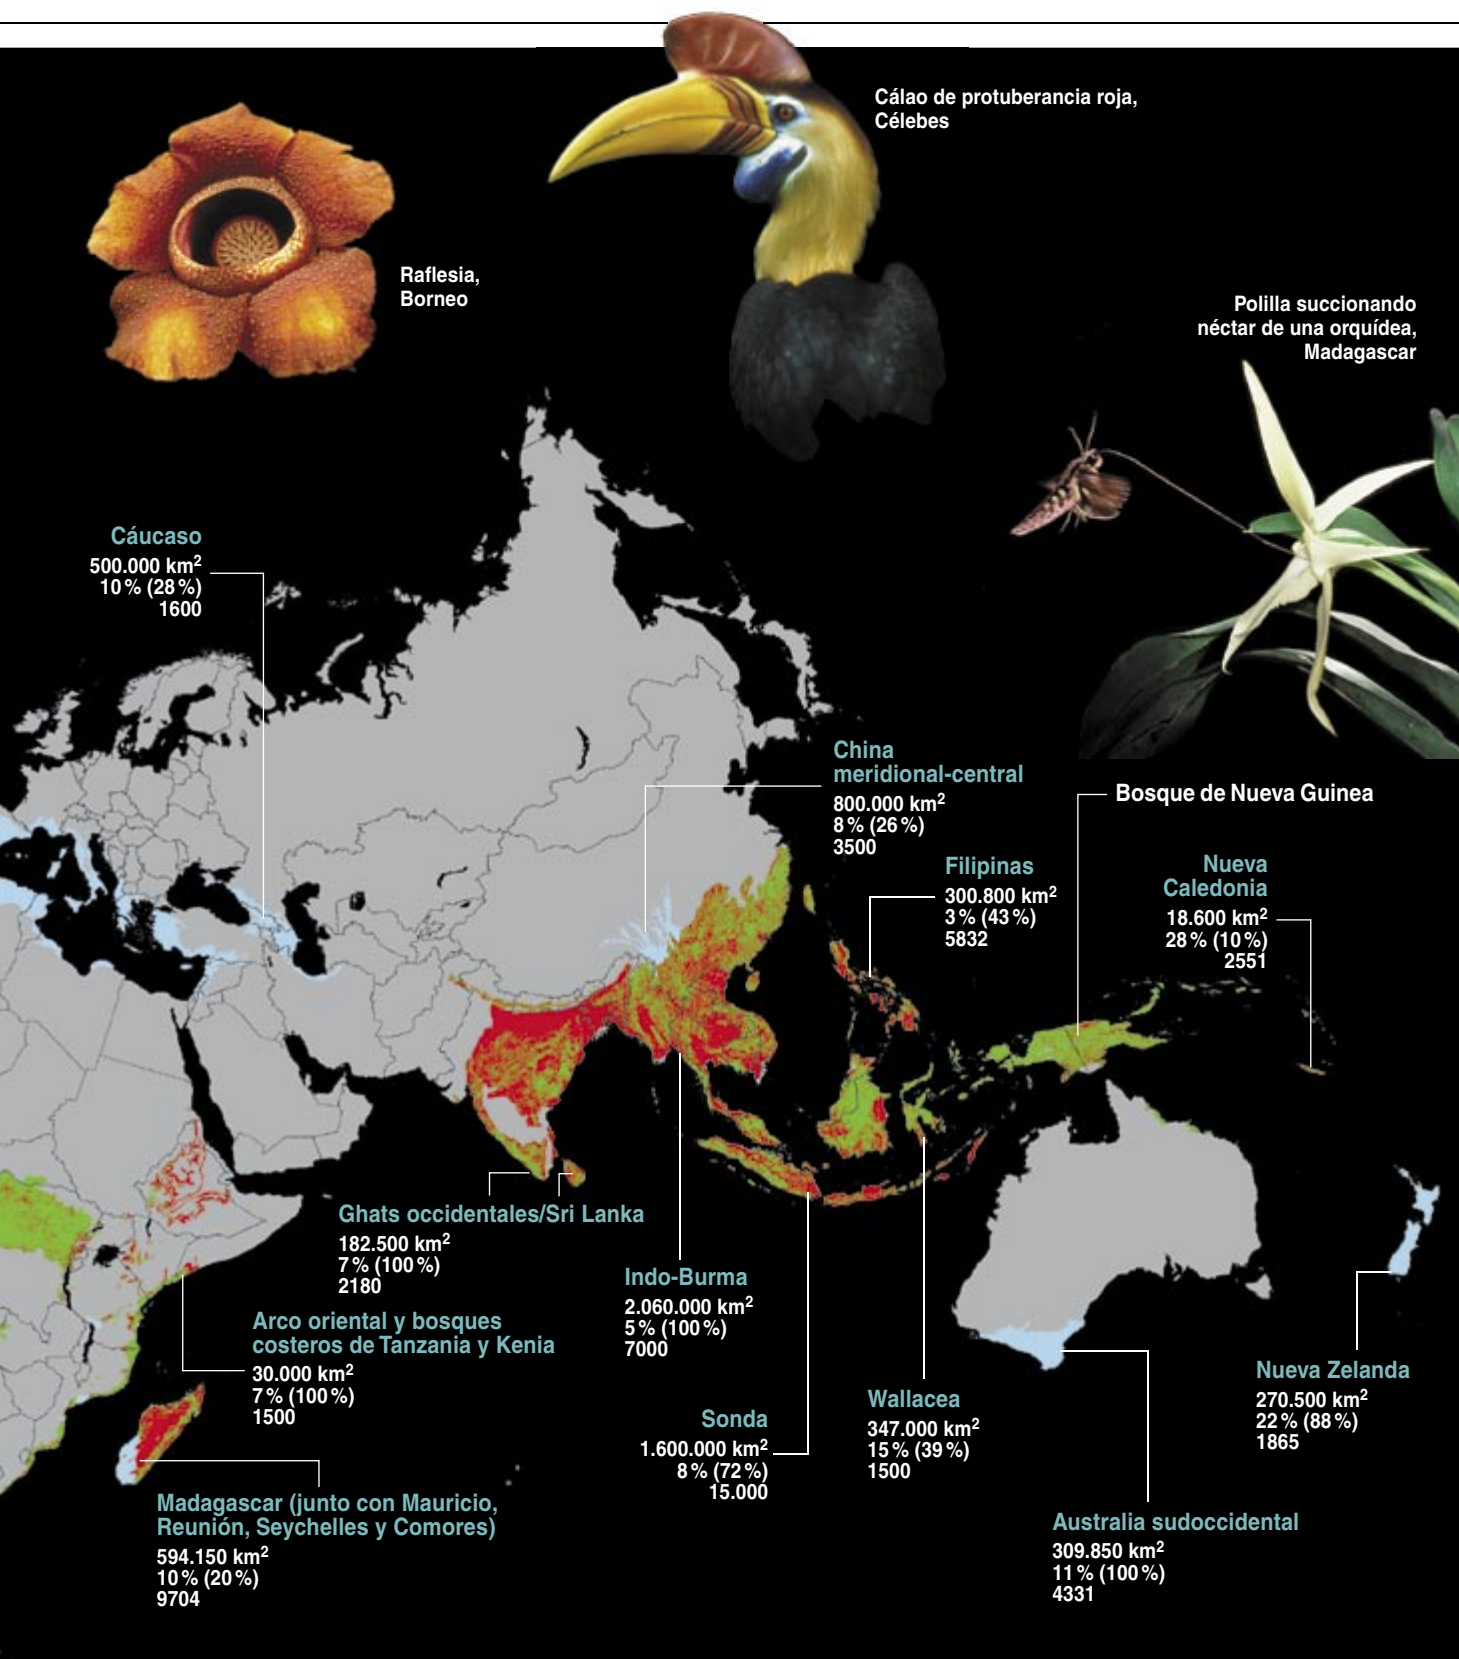 Cálao de protuberancia roja,
Célebes
Raflesia,
Borneo
Polilla succionando
néctar de una orquídea,
Madagascar
Cáucaso
500.000 km²
10 % (28 %)
1600
China
meridional-central
800.000 km²
8 % (26 %)
3500
Bosque de Nueva Guinea
Filipinas
300.800 km²
3 % (43 %)
5832
Nueva
Caledonia
18.600 km²
28 % (10 %)
2551
Ghats occidentales/Sri Lanka
182.500 km²
7 % (100 %)
2180
Indo-Burma
2.060.000 km²
5 % (100 %)
7000
Arco oriental y bosques
costeros de Tanzania y Kenia
30.000 km²
7 % (100 %)
1500
Nueva Zelanda
270.500 km²
22 % (88 %)
1865
Wallacea
347.000 km²
15 % (39 %)
1500
Sonda
1.600.000 km²
8 % (72 %)
15.000
Madagascar (junto con Mauricio,
Reunión, Seychelles y Comores)
594.150 km²
10 % (20 %)
9704
Australia sudoccidental
309.850 km²
11 % (100 %)
4331